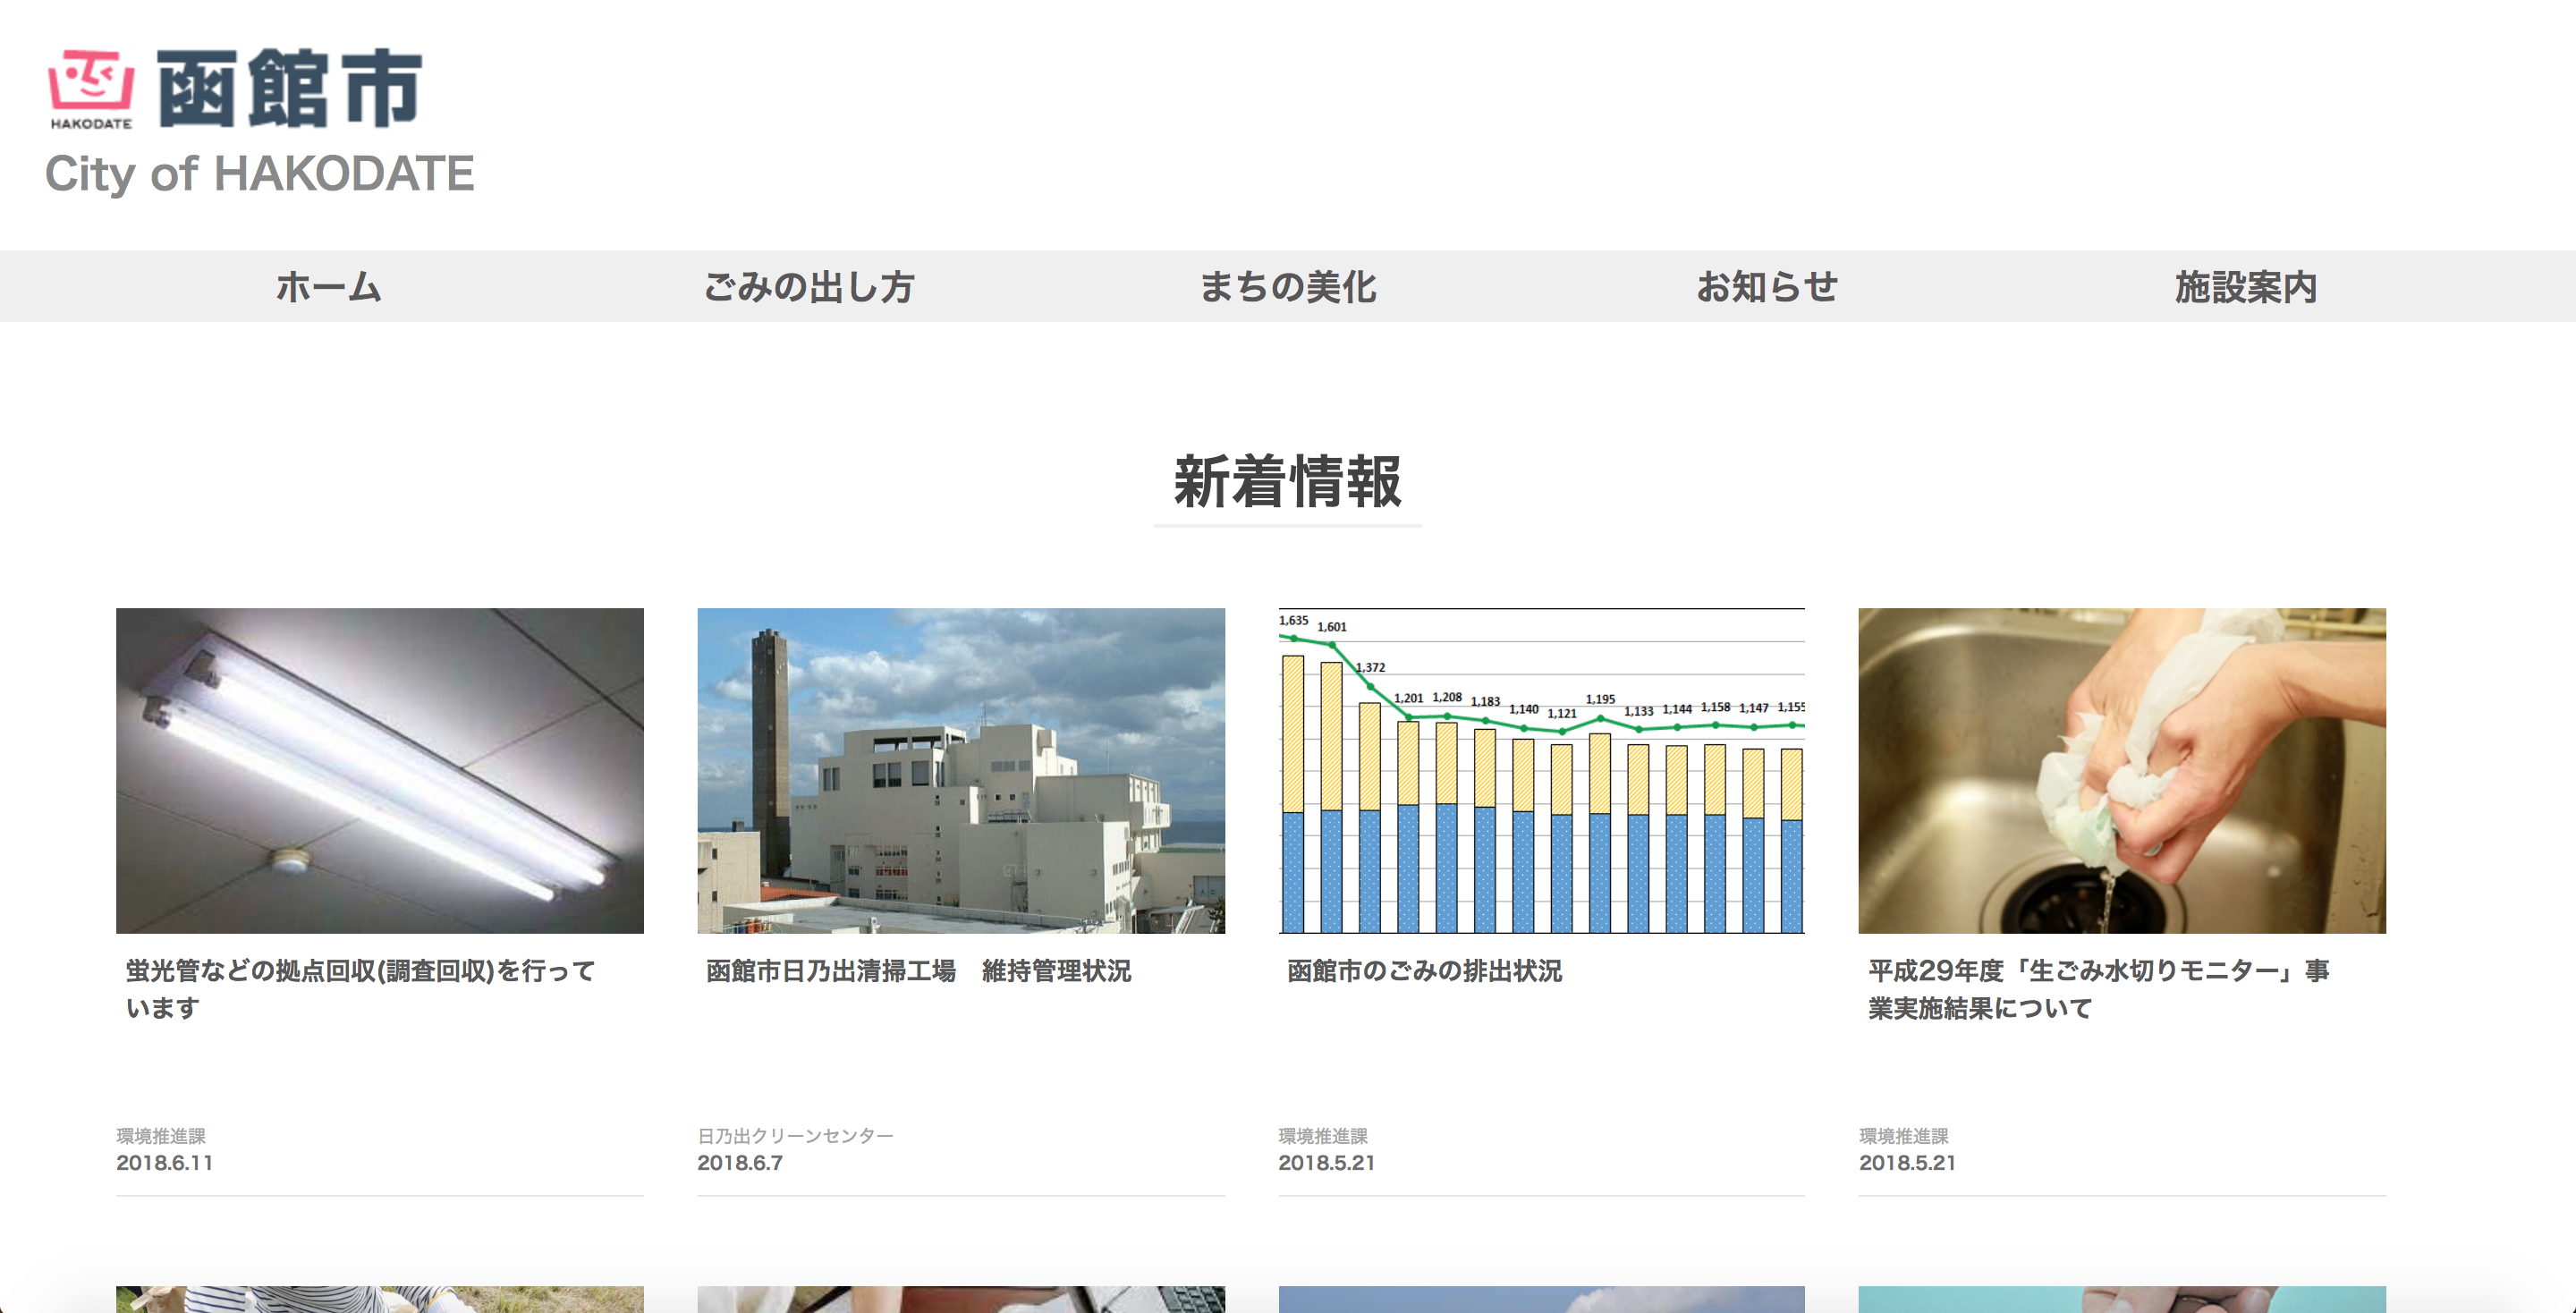 函館市
HAKODATE
City of HAKODATE
ホーム ごみの出し方 まちの美化 お知らせ 施設案内
新着情報
1,635 1,601 1,372 1,201 1,208 1,183 1,140 1,121 1,195 1,133 1,144 1,158 1,147 1,155
蛍光管などの拠点回収(調査回収)を行って
います
環境推進課
2018.6.11
函館市日乃出清掃工場　維持管理状況
日乃出クリーンセンター
2018.6.7
函館市のごみの排出状況
環境推進課
2018.5.21
平成29年度「生ごみ水切りモニター」事
業実施結果について
環境推進課
2018.5.21